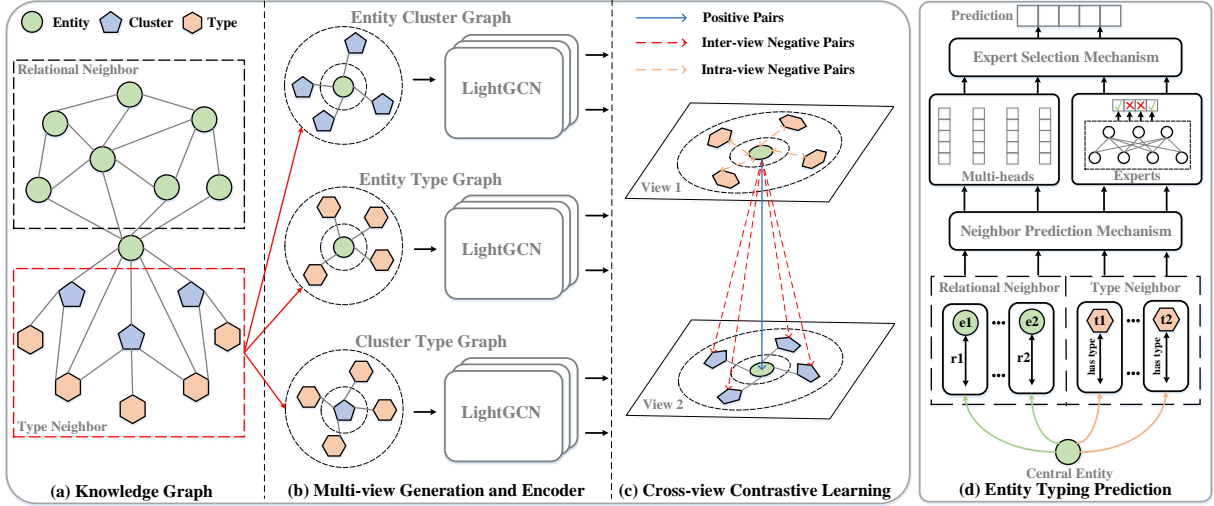 Entity Cluster Type
Relational Neighbor
Type Neighbor
(a) Knowledge Graph
Entity Cluster Graph
LightGCN
Entity Type Graph
LightGCN
Cluster Type Graph
LightGCN
(b) Multi-view Generation and Encoder
Positive Pairs
Inter-view Negative Pairs
Intra-view Negative Pairs
View 1
View 2
(c) Cross-view Contrastive Learning
Prediction
Expert Selection Mechanism
Multi-heads
Experts
Neighbor Prediction Mechanism
Relational Neighbor
Type Neighbor
e1
r1
e2
r2
t1
has type
t2
has type
Central Entity
(d) Entity Typing Prediction